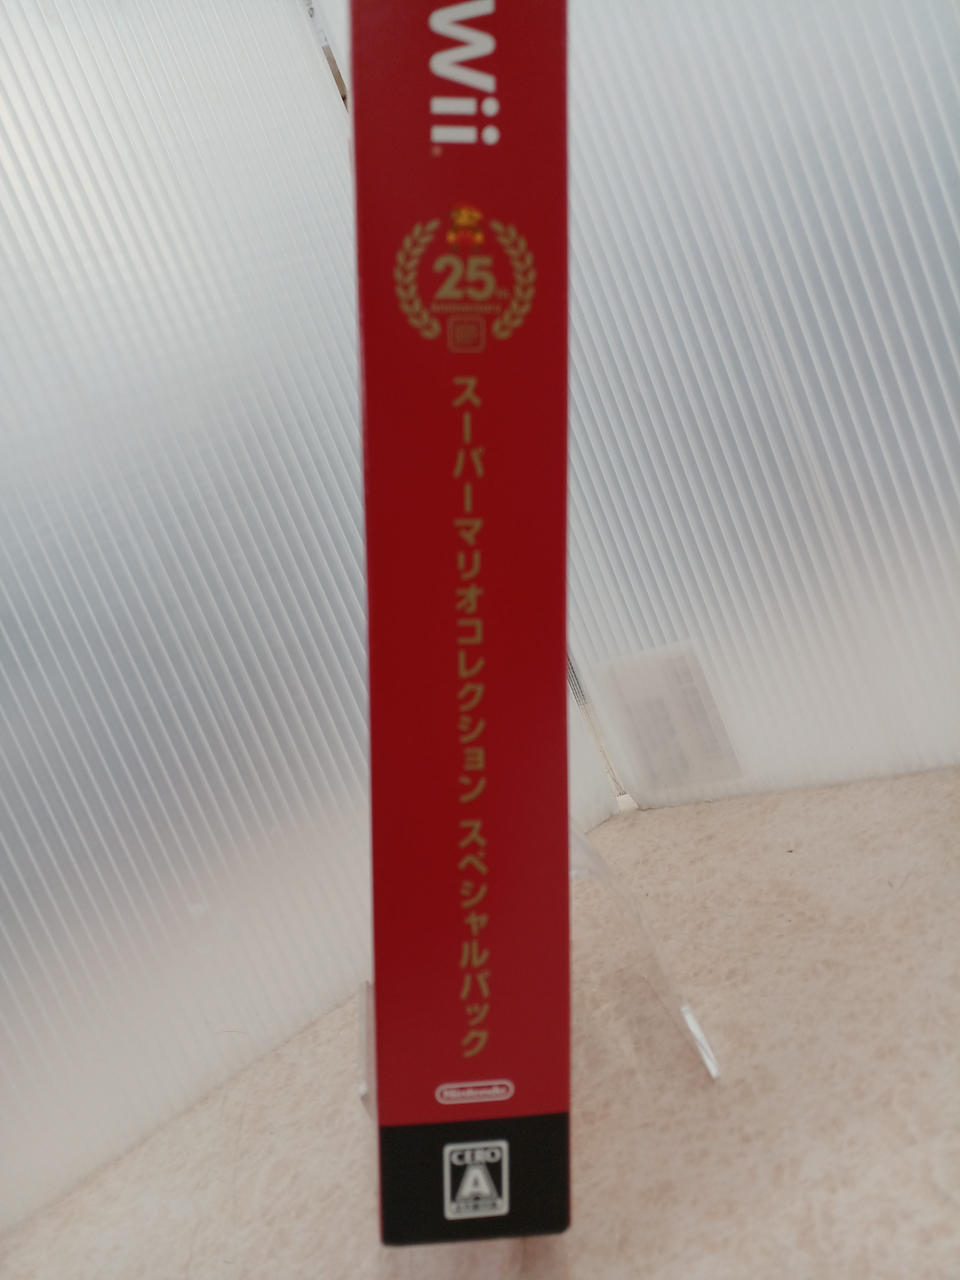 Wii
25th
Anniversary
スーパーマリオコレクション スペシャルパック
Nintendo
CERO
A